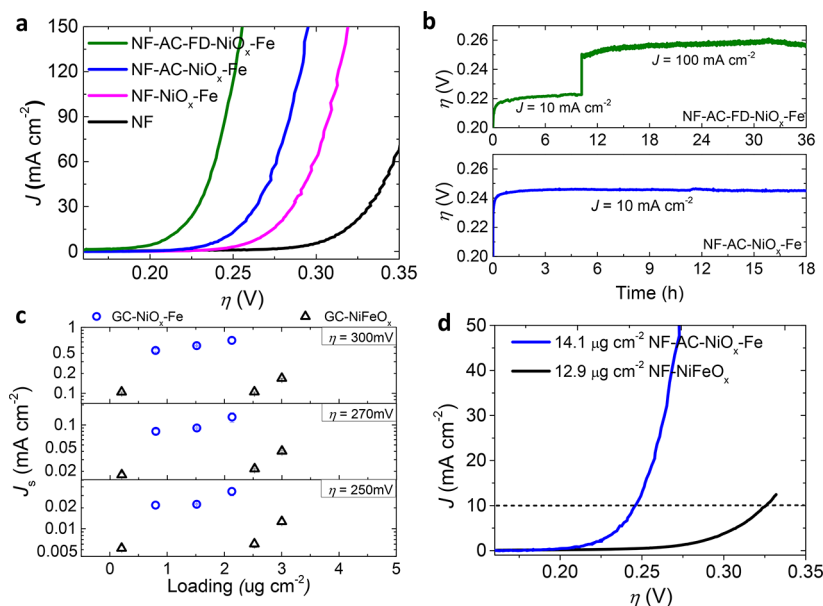 a
150
120
90
60
30
0
J (mA cm-2)
NF-AC-FD-NiOx-Fe
NF-AC-NiOx-Fe
NF-NiOx-Fe
NF
0.20 0.25 0.30 0.35
η (V)
b
0.26
0.24
0.22
0.20
η (V)
J = 10 mA cm-2
J = 100 mA cm-2
NF-AC-FD-NiOx-Fe
0 6 12 18 24 30 36
0.26
0.24
0.22
0.20
η (V)
J = 10 mA cm-2
NF-AC-NiOx-Fe
0 3 6 9 12 15 18
Time (h)
c
GC-NiOx-Fe GC-NiFeOx
1
0.5
0.1
η = 300mV
0.1
0.05
0.02
η = 270mV
0.02
0.01
0.005
η = 250mV
Js (mA cm-2)
0 1 2 3 4 5
Loading (ug cm-2)
d
50
40
30
20
10
0
J (mA cm-2)
14.1 μg cm-2 NF-AC-NiOx-Fe
12.9 μg cm-2 NF-NiFeOx
0.20 0.25 0.30 0.35
η (V)